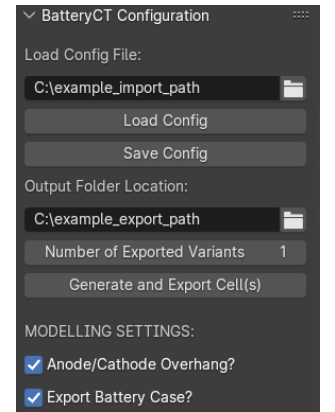 BatteryCT Configuration
Load Config File:
C:\example_import_path
Load Config
Save Config
Output Folder Location:
C:\example_export_path
Number of Exported Variants 1
Generate and Export Cell(s)
MODELLING SETTINGS:
Anode/Cathode Overhang?
Export Battery Case?